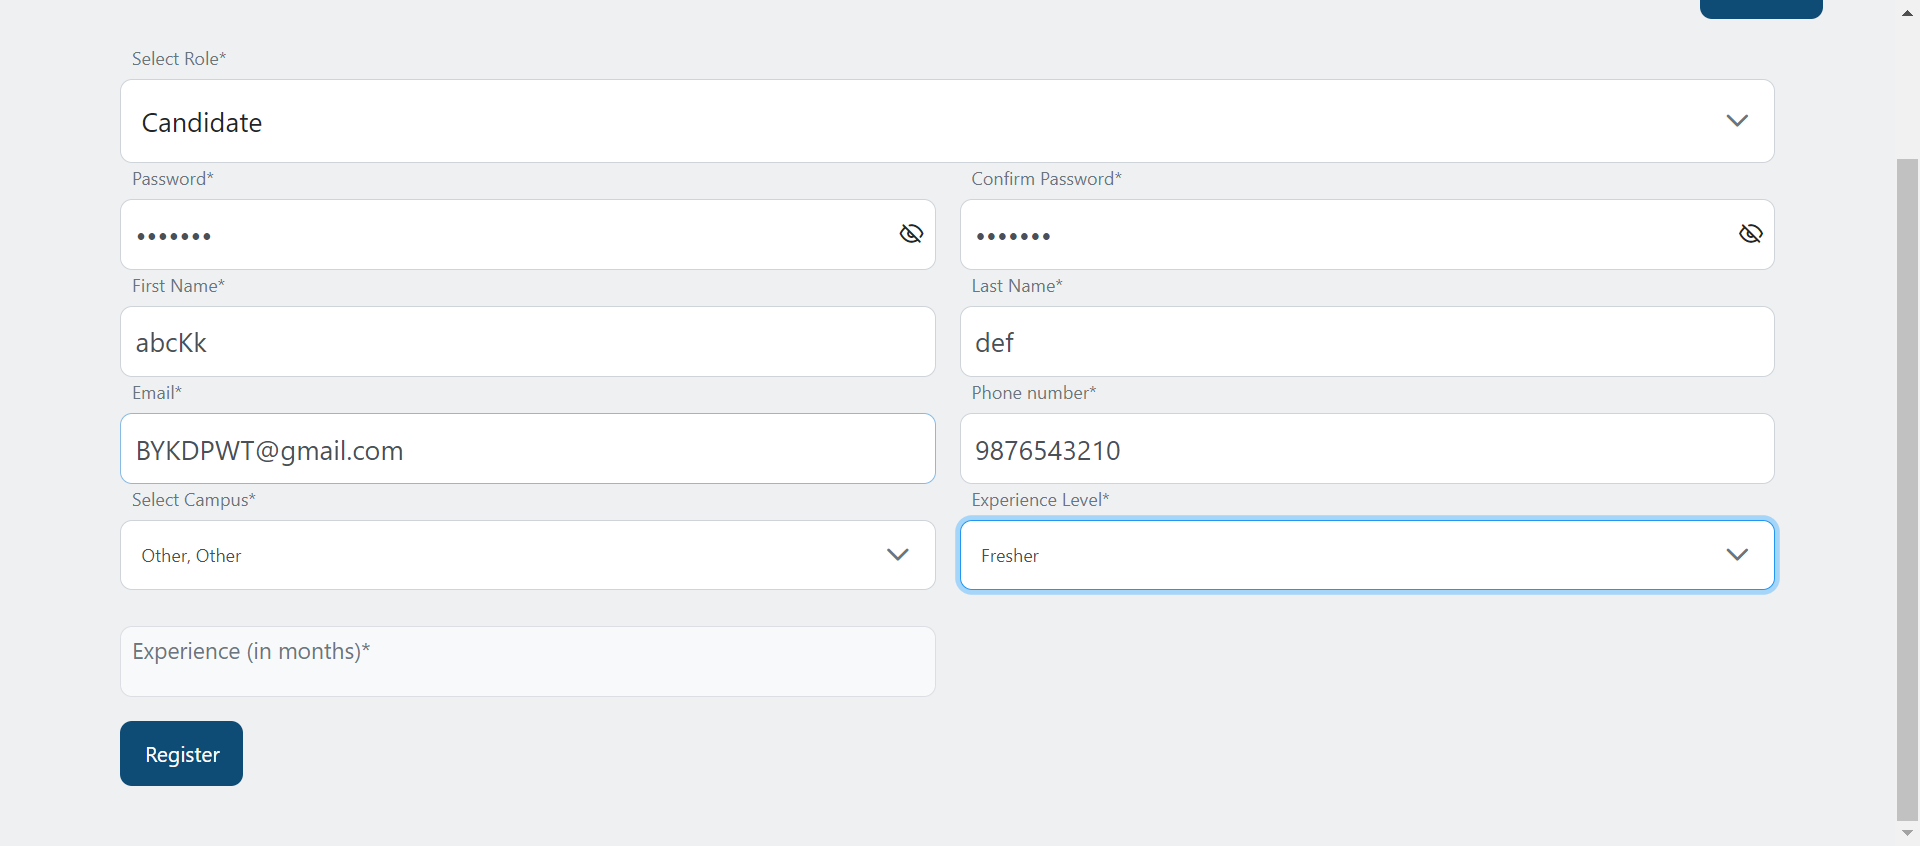 Select Role*
Candidate
Password*
Confirm Password*
•••••••
•••••••
First Name*
Last Name*
abcKk
def
Email*
Phone number*
BYKDPWT@gmail.com
9876543210
Select Campus*
Experience Level*
Other, Other
Fresher
Experience (in months)*
Register